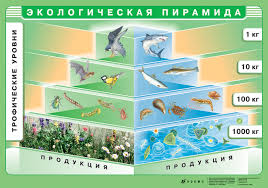 ЭКОЛОГИЧЕСКАЯ ПИРАМИДА
ТРОФИЧЕСКИЕ УРОВНИ
1 кг
10 кг
100 кг
1000 кг
ПРОДУКЦИЯ
ПРОДУКЦИЯ